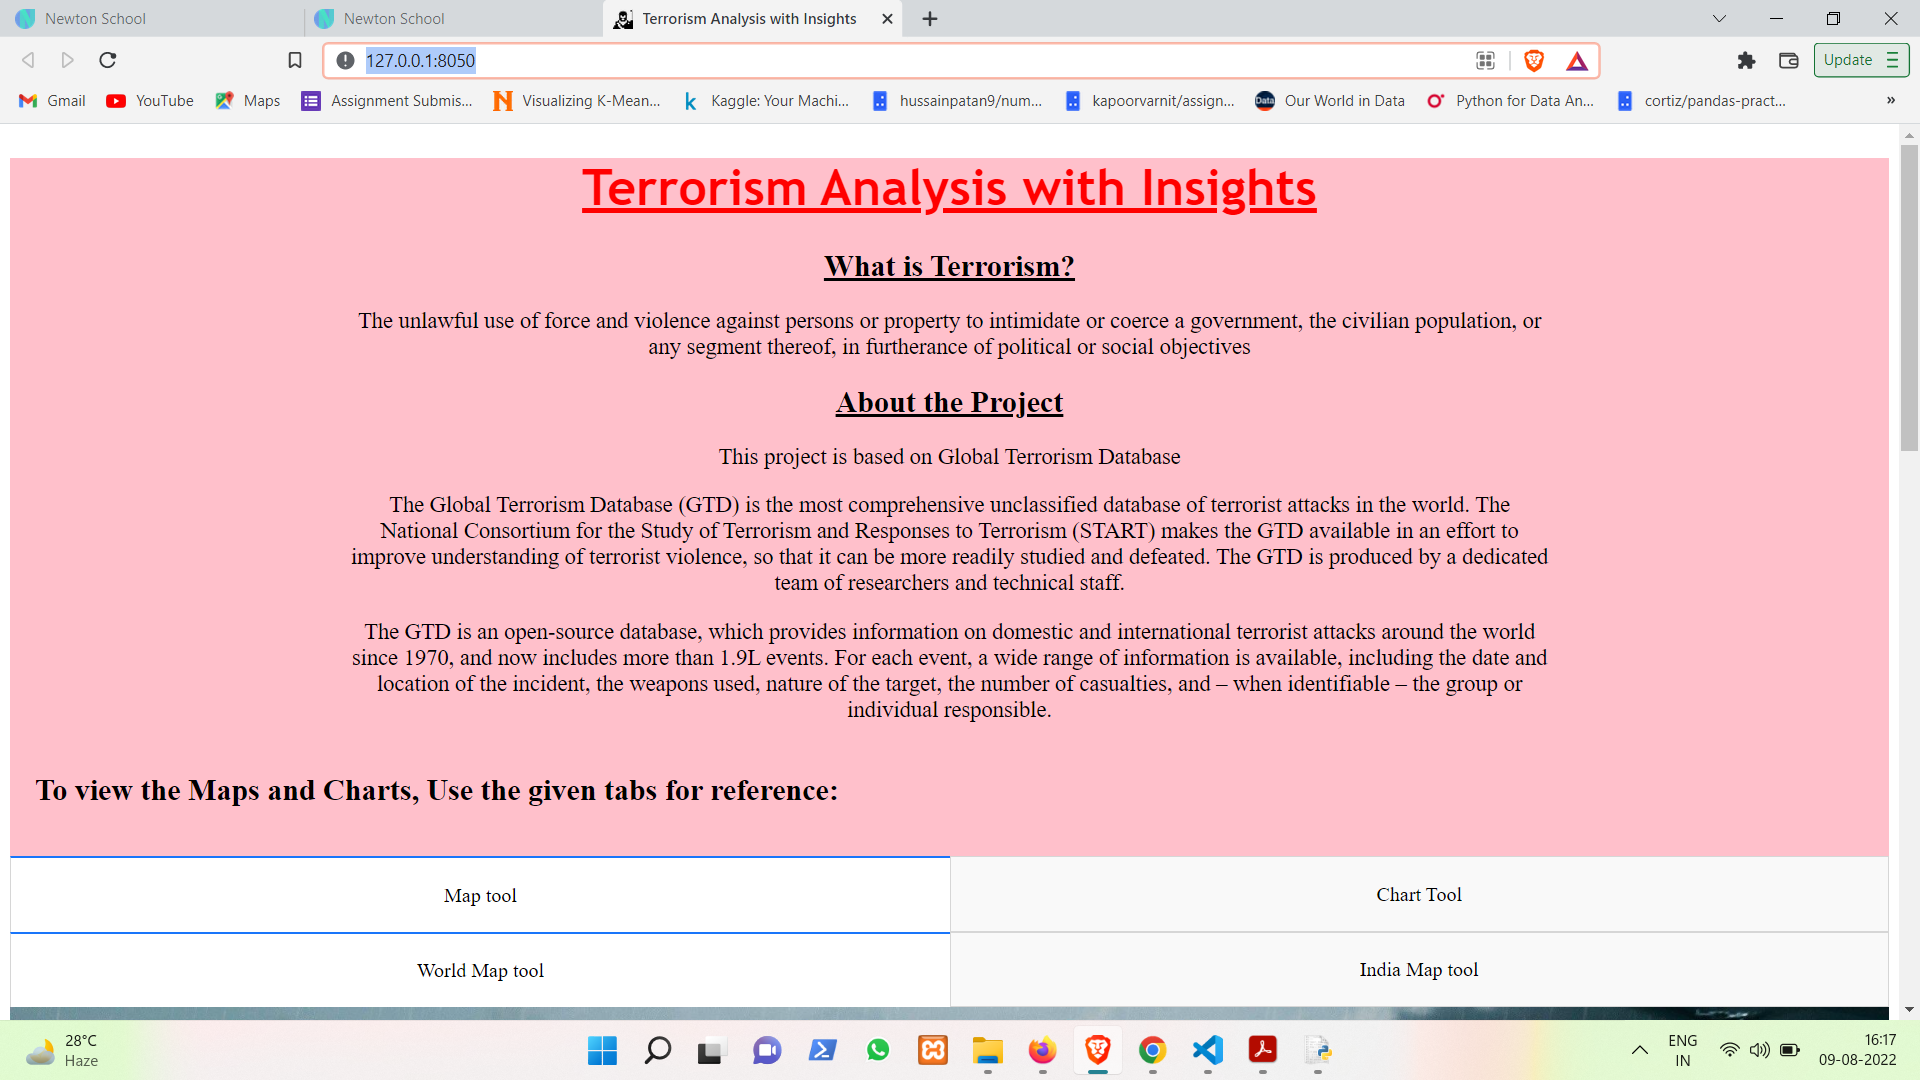 Newton School
Newton School
Terrorism Analysis with Insights
127.0.0.1:8050
Update
Gmail
YouTube
Maps
Assignment Submis...
Visualizing K-Mean...
Kaggle: Your Machi...
hussainpatan9/num...
kapoorvarnit/assign...
Data
Our World in Data
Python for Data An...
cortiz/pandas-pract...
»
Terrorism Analysis with Insights
What is Terrorism?
The unlawful use of force and violence against persons or property to intimidate or coerce a government, the civilian population, or
any segment thereof, in furtherance of political or social objectives
About the Project
This project is based on Global Terrorism Database
The Global Terrorism Database (GTD) is the most comprehensive unclassified database of terrorist attacks in the world. The
National Consortium for the Study of Terrorism and Responses to Terrorism (START) makes the GTD available in an effort to
improve understanding of terrorist violence, so that it can be more readily studied and defeated. The GTD is produced by a dedicated
team of researchers and technical staff.
The GTD is an open-source database, which provides information on domestic and international terrorist attacks around the world
since 1970, and now includes more than 1.9L events. For each event, a wide range of information is available, including the date and
location of the incident, the weapons used, nature of the target, the number of casualties, and – when identifiable – the group or
individual responsible.
To view the Maps and Charts, Use the given tabs for reference:
Map tool
Chart Tool
World Map tool
India Map tool
28°C
Haze
ENG
IN
16:17
09-08-2022